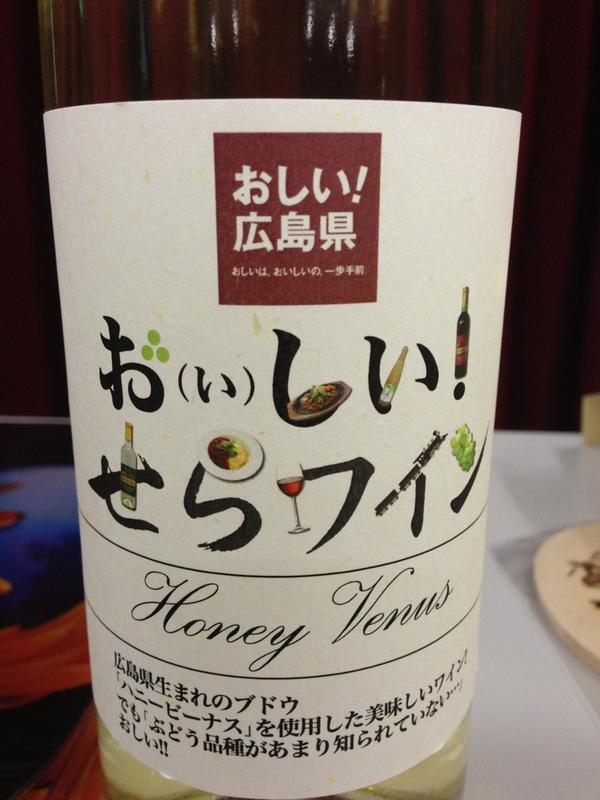 おしい!
広島県
おしいは、おいしいの、一歩手前。
お(い)しい!
せらワイン
Honey Venus
広島県生まれのブドウ
「ハニービーナス」を使用した美味しいワイン!
でも「ぶどう品種があまり知られていない…」
おしい!!